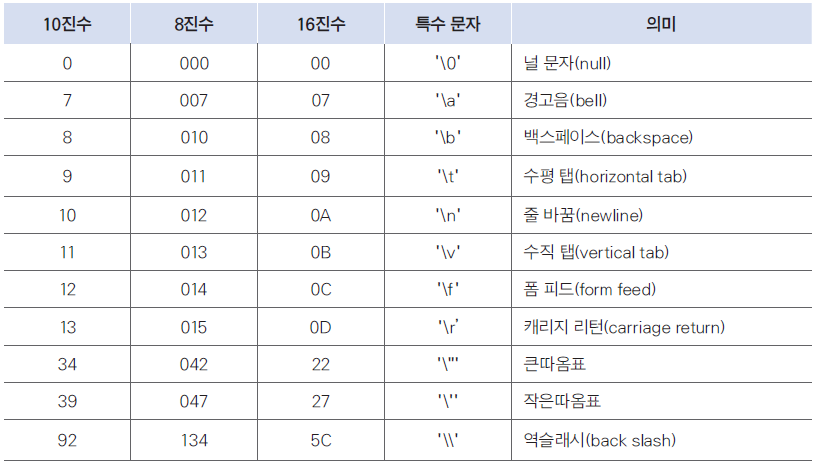 10진수 8진수 16진수 특수 문자 의미
0 000 00 '\0' 널 문자(null)
7 007 07 '\a' 경고음(bell)
8 010 08 '\b' 백스페이스(backspace)
9 011 09 '\t' 수평 탭(horizontal tab)
10 012 0A '\n' 줄 바꿈(newline)
11 013 0B '\v' 수직 탭(vertical tab)
12 014 0C '\f' 폼 피드(form feed)
13 015 0D '\r’ 캐리지 리턴(carriage return)
34 042 22 '\"' 큰따옴표
39 047 27 '\'' 작은따옴표
92 134 5C '\\' 역슬래시(back slash)